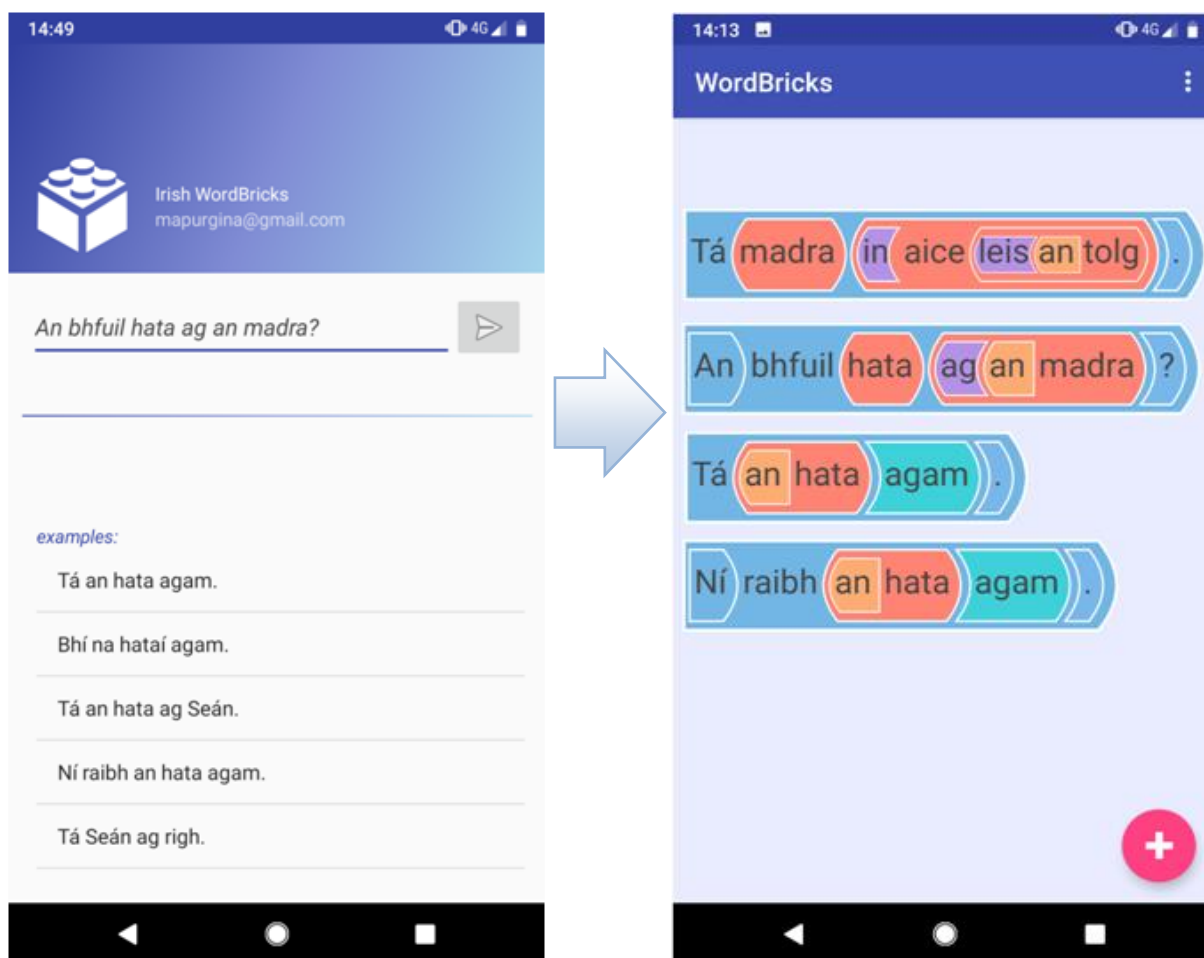 14:49
4G
Irish WordBricks
mapurgina@gmail.com
An bhfuil hata ag an madra?
examples:
Tá an hata agam.
Bhí na hataí agam.
Tá an hata ag Seán.
Ní raibh an hata agam.
Tá Seán ag righ.
14:13
4G
WordBricks
Tá madra in aice leis an tolg .
An bhfuil hata ag an madra ?
Tá an hata agam .
Ní raibh an hata agam .